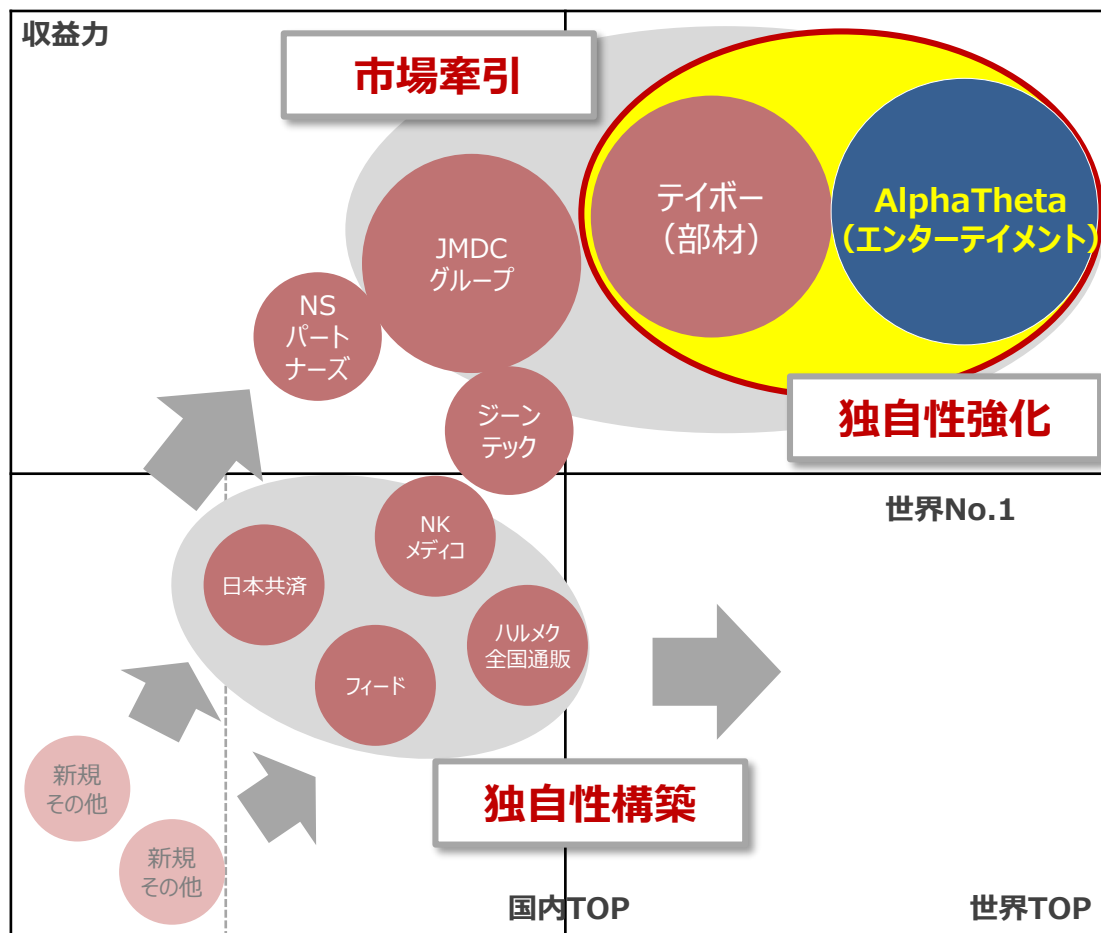 収益力
市場牽引
テイボー
（部材）
AlphaTheta
（エンターテイメント）
JMDC
グループ
NS
パート
ナーズ
独自性強化
ジーン
テック
世界No.1
NK
メディコ
日本共済
ハルメク
全国通販
フィード
新規
その他
独自性構築
新規
その他
国内TOP
世界TOP